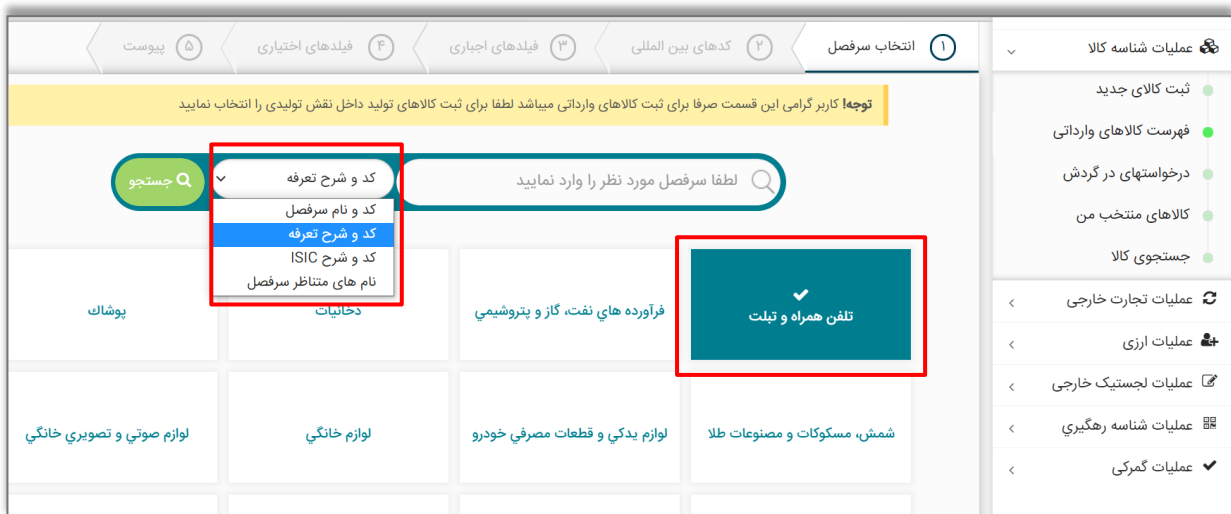 عملیات شناسه کالا
ثبت کالای جدید
فهرست کالاهای وارداتی
درخواستهای در گردش
کالاهای منتخب من
جستجوی کالا
عملیات تجارت خارجی
عملیات ارزی
عملیات لجستیک خارجی
عملیات شناسه رهگیري
عملیات گمرکی
۱ انتخاب سرفصل ۲ کدهای بین المللی ۳ فیلدهای اجباری ۴ فیلدهای اختیاری ۵ پیوست
توجه! کاربر گرامی این قسمت صرفا برای ثبت کالاهای وارداتی میباشد لطفا برای ثبت کالاهای تولید داخل نقش تولیدی را انتخاب نمایید
لطفا سرفصل مورد نظر را وارد نمایید کد و شرح تعرفه جستجو
کد و نام سرفصل
کد و شرح تعرفه
کد و شرح ISIC
نام های متناظر سرفصل
تلفن همراه و تبلت فرآورده هاي نفت، گاز و پتروشيمي دخانیات پوشاك
شمش، مسکوکات و مصنوعات طلا لوازم يدكي و قطعات مصرفي خودرو لوازم خانگي لوازم صوتي و تصويري خانگي